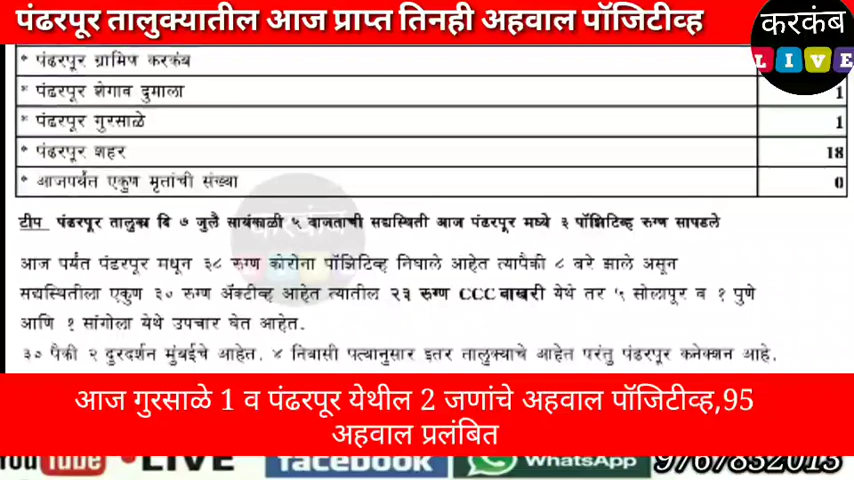 पंढरपूर तालुक्यातील आज प्राप्त तिनही अहवाल पॉजिटीव्ह
करकंब
LIVE
* पंढरपूर ग्रामिण करकंब
* पंढरपूर शेगाव दुमाला 1
* पंढरपूर गुरसाळे 1
* पंढरपूर शहर 18
* आजपर्यंत एकुण मृतांची संख्या 0
टीप पंढरपूर तालुका दि ७ जुलै सायंकाळी ५ वाजताची सद्यस्थिती आज पंढरपूर मध्ये ३ पॉझिटिव्ह रुग्ण सापडले
आज पर्यंत पंढरपूर मधून ३८ रुग्ण कोरोना पॉझिटिव्ह निघाले आहेत त्यापैकी ८ बरे झाले असून
सद्यस्थितीला एकुण ३० रुग्ण ॲक्टीव्ह आहेत त्यातील २३ रुग्ण CCC वाखरी येथे तर ५ सोलापूर व १ पुणे
आणि १ सांगोला येथे उपचार घेत आहेत.
३० पैकी २ दुरदर्शन मुंबईचे आहेत. ४ निवासी पत्त्यानुसार इतर तालुक्याचे आहेत परंतु पंढरपूर कनेक्शन आहे.
आज गुरसाळे 1 व पंढरपूर येथील 2 जणांचे अहवाल पॉजिटीव्ह,95
अहवाल प्रलंबित
You Tube LIVE facebook WhatsApp 9767832013